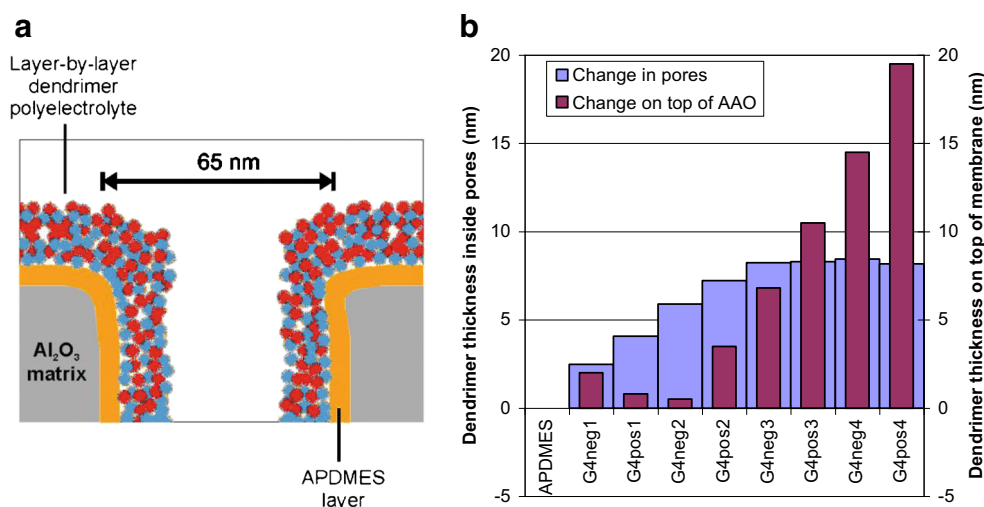 a
Layer-by-layer
dendrimer
polyelectrolyte
65 nm
Al₂O₃
matrix
APDMES
laver
b
Dendrimer thickness inside pores (nm)
20
15
10
5
0
-5
Change in pores
Change on top of AAO
APDMES
G4neg1
G4pos1
G4neg2
G4pos2
G4neg3
G4pos3
G4neg4
G4pos4
20
15
10
5
0
-5
Dendrimer thickness on top of membrane (nm)